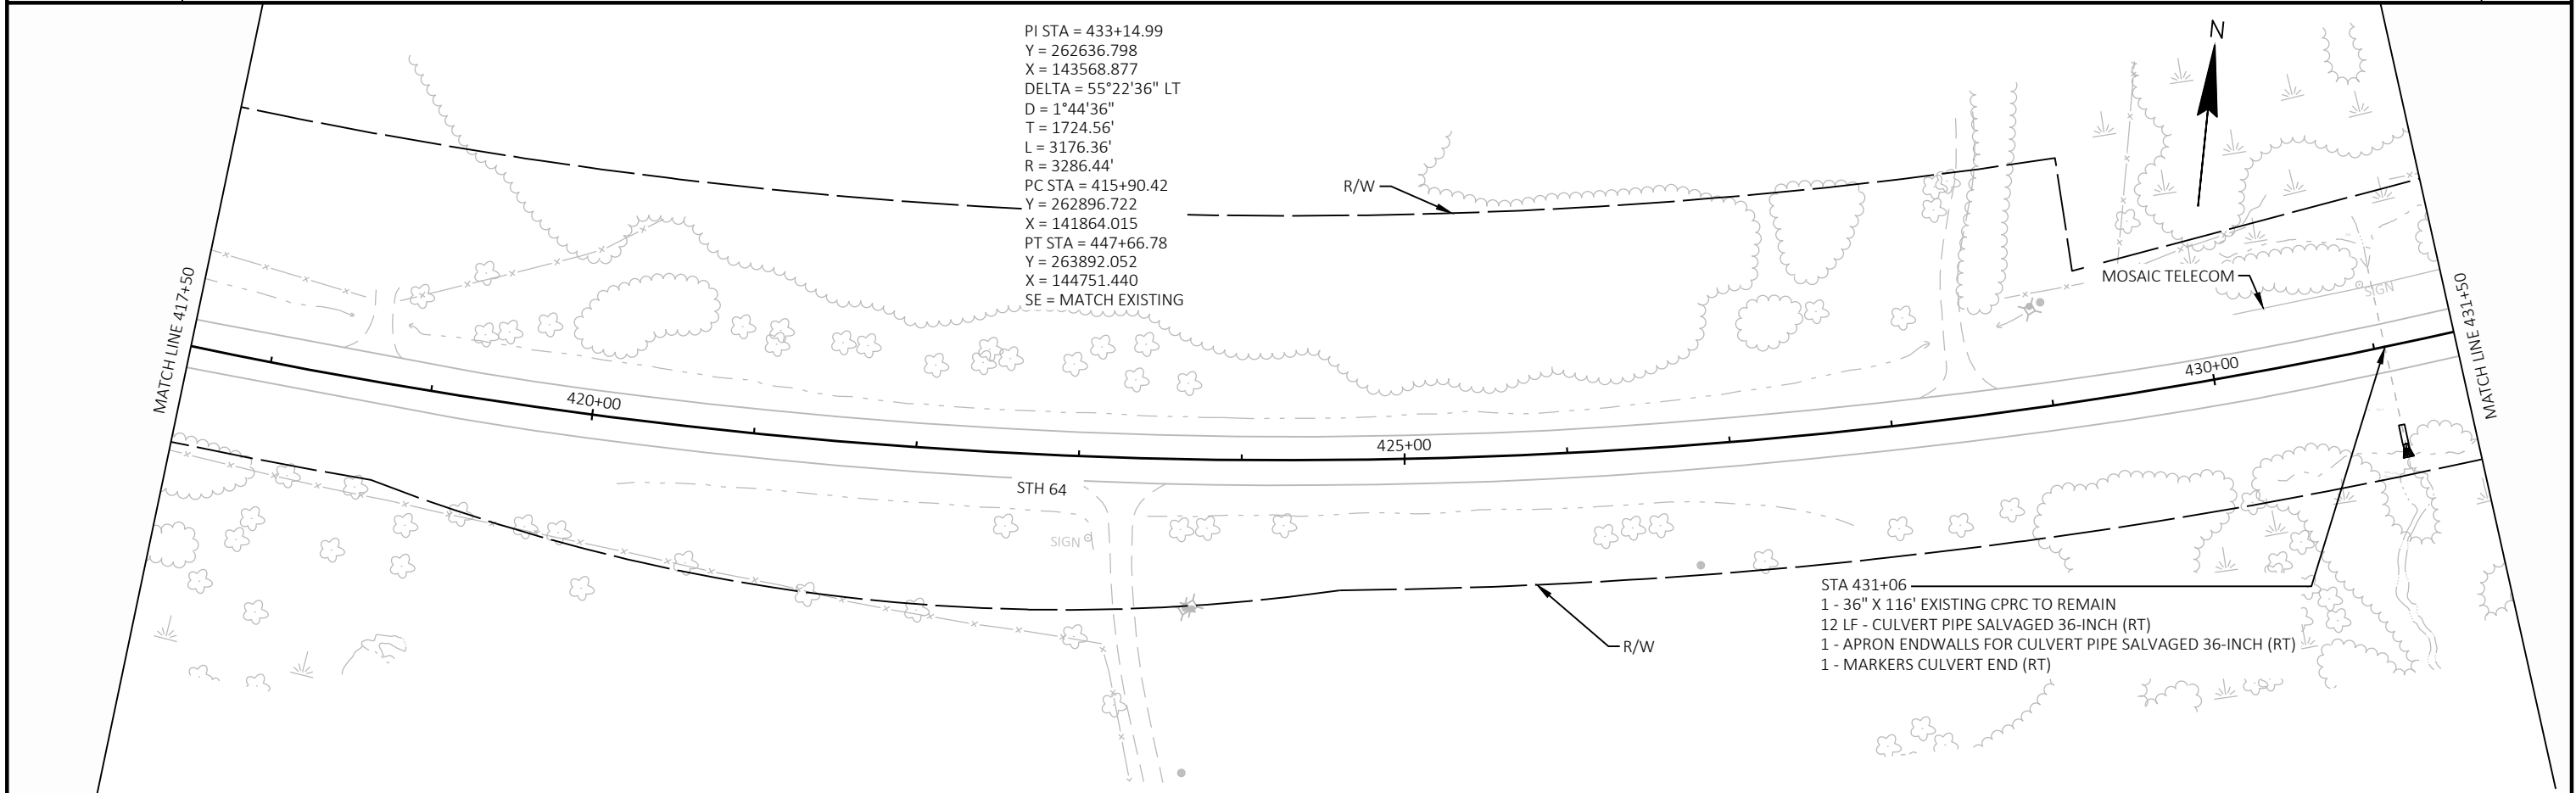 PI STA = 433+14.99
Y = 262636.798
X = 143568.877
DELTA = 55°22'36" LT
D = 1°44'36"
T = 1724.56'
L = 3176.36'
R = 3286.44'
PC STA = 415+90.42
Y = 262896.722
X = 141864.015
PT STA = 447+66.78
Y = 263892.052
X = 144751.440
SE = MATCH EXISTING
N
R/W
MOSAIC TELECOM
SIGN
MATCH LINE 417+50
MATCH LINE 431+50
420+00
425+00
430+00
STH 64
SIGN
R/W
STA 431+06
1 - 36" X 116' EXISTING CPRC TO REMAIN
12 LF - CULVERT PIPE SALVAGED 36-INCH (RT)
1 - APRON ENDWALLS FOR CULVERT PIPE SALVAGED 36-INCH (RT)
1 - MARKERS CULVERT END (RT)